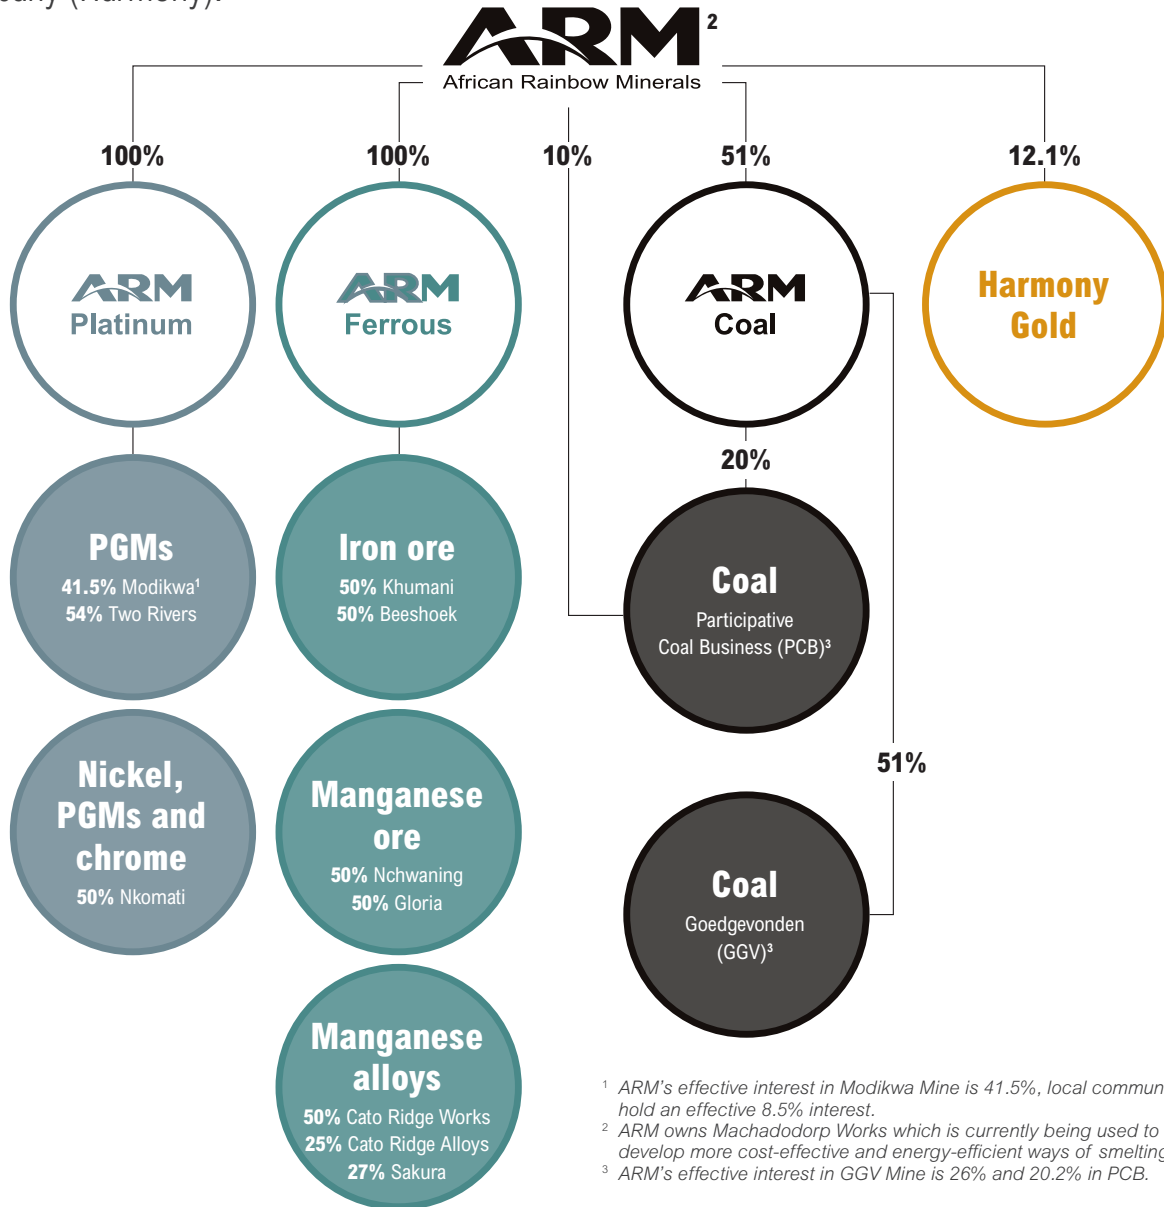 (Harmony).
ARM 2
African Rainbow Minerals
100%
100%
10%
51%
12.1%
ARM
Platinum
ARM
Ferrous
ARM
Coal
Harmony
Gold
20%
PGMs
41.5% Modikwa¹
54% Two Rivers
Iron ore
50% Khumani
50% Beeshoek
Coal
Participative
Coal Business (PCB)³
51%
Nickel,
PGMs and
chrome
50% Nkomati
Manganese
ore
50% Nchwaning
50% Gloria
Coal
Goedgevonden
(GGV)³
Manganese
alloys
50% Cato Ridge Works
25% Cato Ridge Alloys
27% Sakura
¹ ARM's effective interest in Modikwa Mine is 41.5%, local
hold an effective 8.5% interest.
² ARM owns Machadodorp Works which is currently being used to
develop more cost-effective and energy-efficient ways of smelting
³ ARM's effective interest in GGV Mine is 26% and 20.2% in PCB.